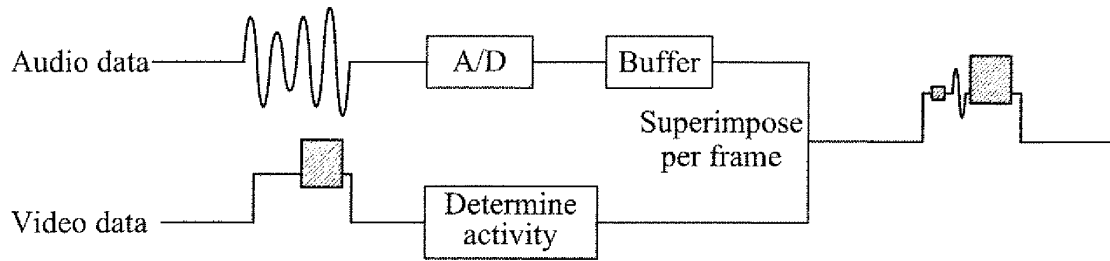 Audio data
A/D
Buffer
Superimpose
per frame
Video data
Determine
activity